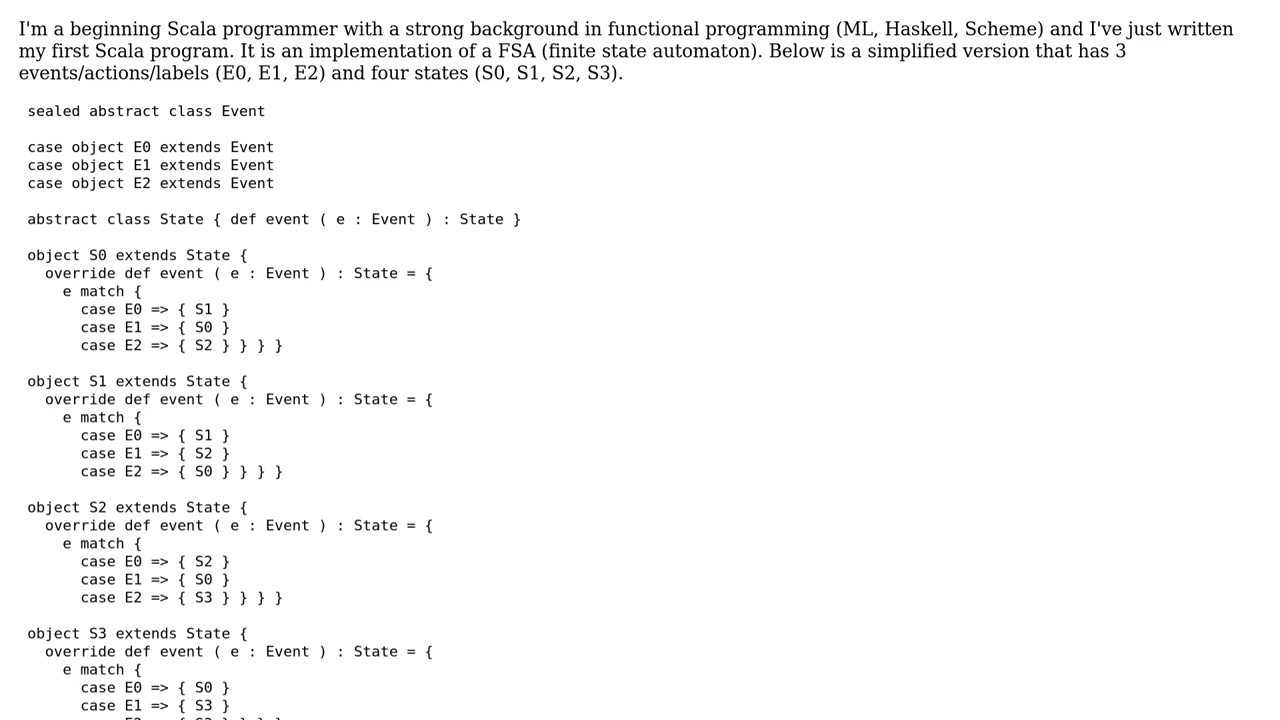 I'm a beginning Scala programmer with a strong background in functional programming (ML, Haskell, Scheme) and I've just written
my first Scala program. It is an implementation of a FSA (finite state automaton). Below is a simplified version that has 3
events/actions/labels (E0, E1, E2) and four states (S0, S1, S2, S3).
sealed abstract class Event
case object E0 extends Event
case object E1 extends Event
case object E2 extends Event
abstract class State { def event ( e : Event ) : State }
object S0 extends State {
  override def event ( e : Event ) : State = {
    e match {
      case E0 => { S1 }
      case E1 => { S0 }
      case E2 => { S2 } } } }
object S1 extends State {
  override def event ( e : Event ) : State = {
    e match {
      case E0 => { S1 }
      case E1 => { S2 }
      case E2 => { S0 } } } }
object S2 extends State {
  override def event ( e : Event ) : State = {
    e match {
      case E0 => { S2 }
      case E1 => { S0 }
      case E2 => { S3 } } } }
object S3 extends State {
  override def event ( e : Event ) : State = {
    e match {
      case E0 => { S0 }
      case E1 => { S3 }